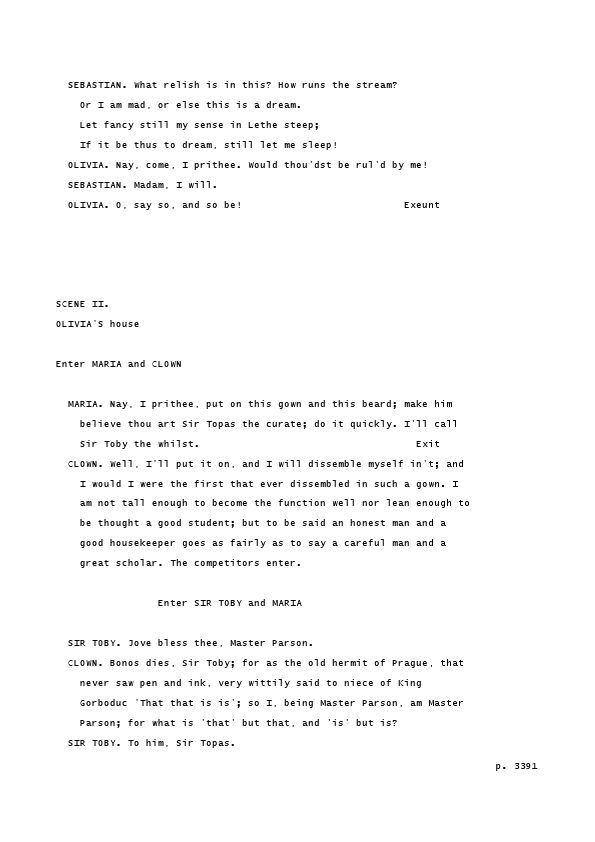 SEBASTIAN. What relish is in this? How runs the stream?
Or I am mad, or else this is a dream.
Let fancy still my sense in Lethe steep;
If it be thus to dream, still let me sleep!
OLIVIA. Nay, come, I prithee. Would thou'dst be rul'd by me!
SEBASTIAN. Madam, I will.
OLIVIA. O, say so, and so be! Exeunt
SCENE II.
OLIVIA'S house
Enter MARIA and CLOWN
MARIA. Nay, I prithee, put on this gown and this beard; make him
believe thou art Sir Topas the curate; do it quickly. I'll call
Sir Toby the whilst. Exit
CLOWN. Well, I'll put it on, and I will dissemble myself in't; and
I would I were the first that ever dissembled in such a gown. I
am not tall enough to become the function well nor lean enough to
be thought a good student; but to be said an honest man and a
good housekeeper goes as fairly as to say a careful man and a
great scholar. The competitors enter.
Enter SIR TOBY and MARIA
SIR TOBY. Jove bless thee, Master Parson.
CLOWN. Bonos dies, Sir Toby; for as the old hermit of Prague, that
never saw pen and ink, very wittily said to niece of King
Gorboduc 'That that is is'; so I, being Master Parson, am Master
Parson; for what is 'that' but that, and 'is' but is?
SIR TOBY. To him, Sir Topas.
p. 3391